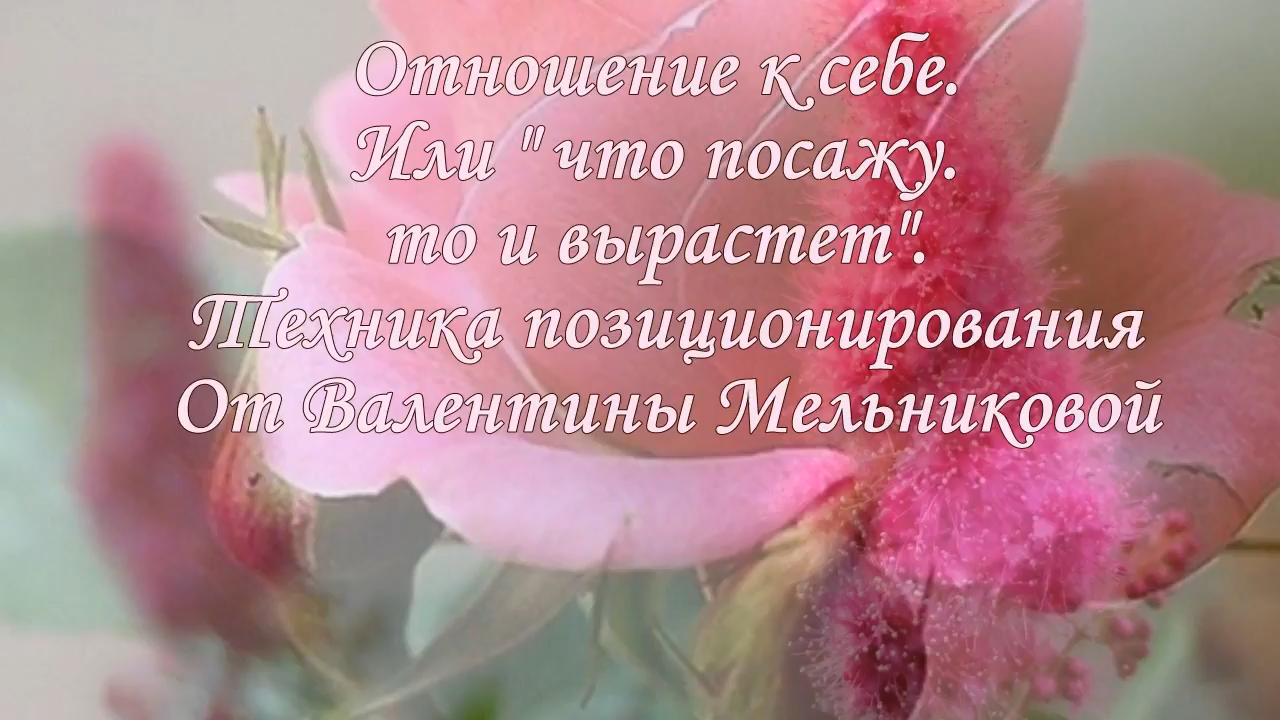 Отношение к себе.
Или " что посажу.
то и вырастет".
Техника позиционирования
От Валентины Мельниковой